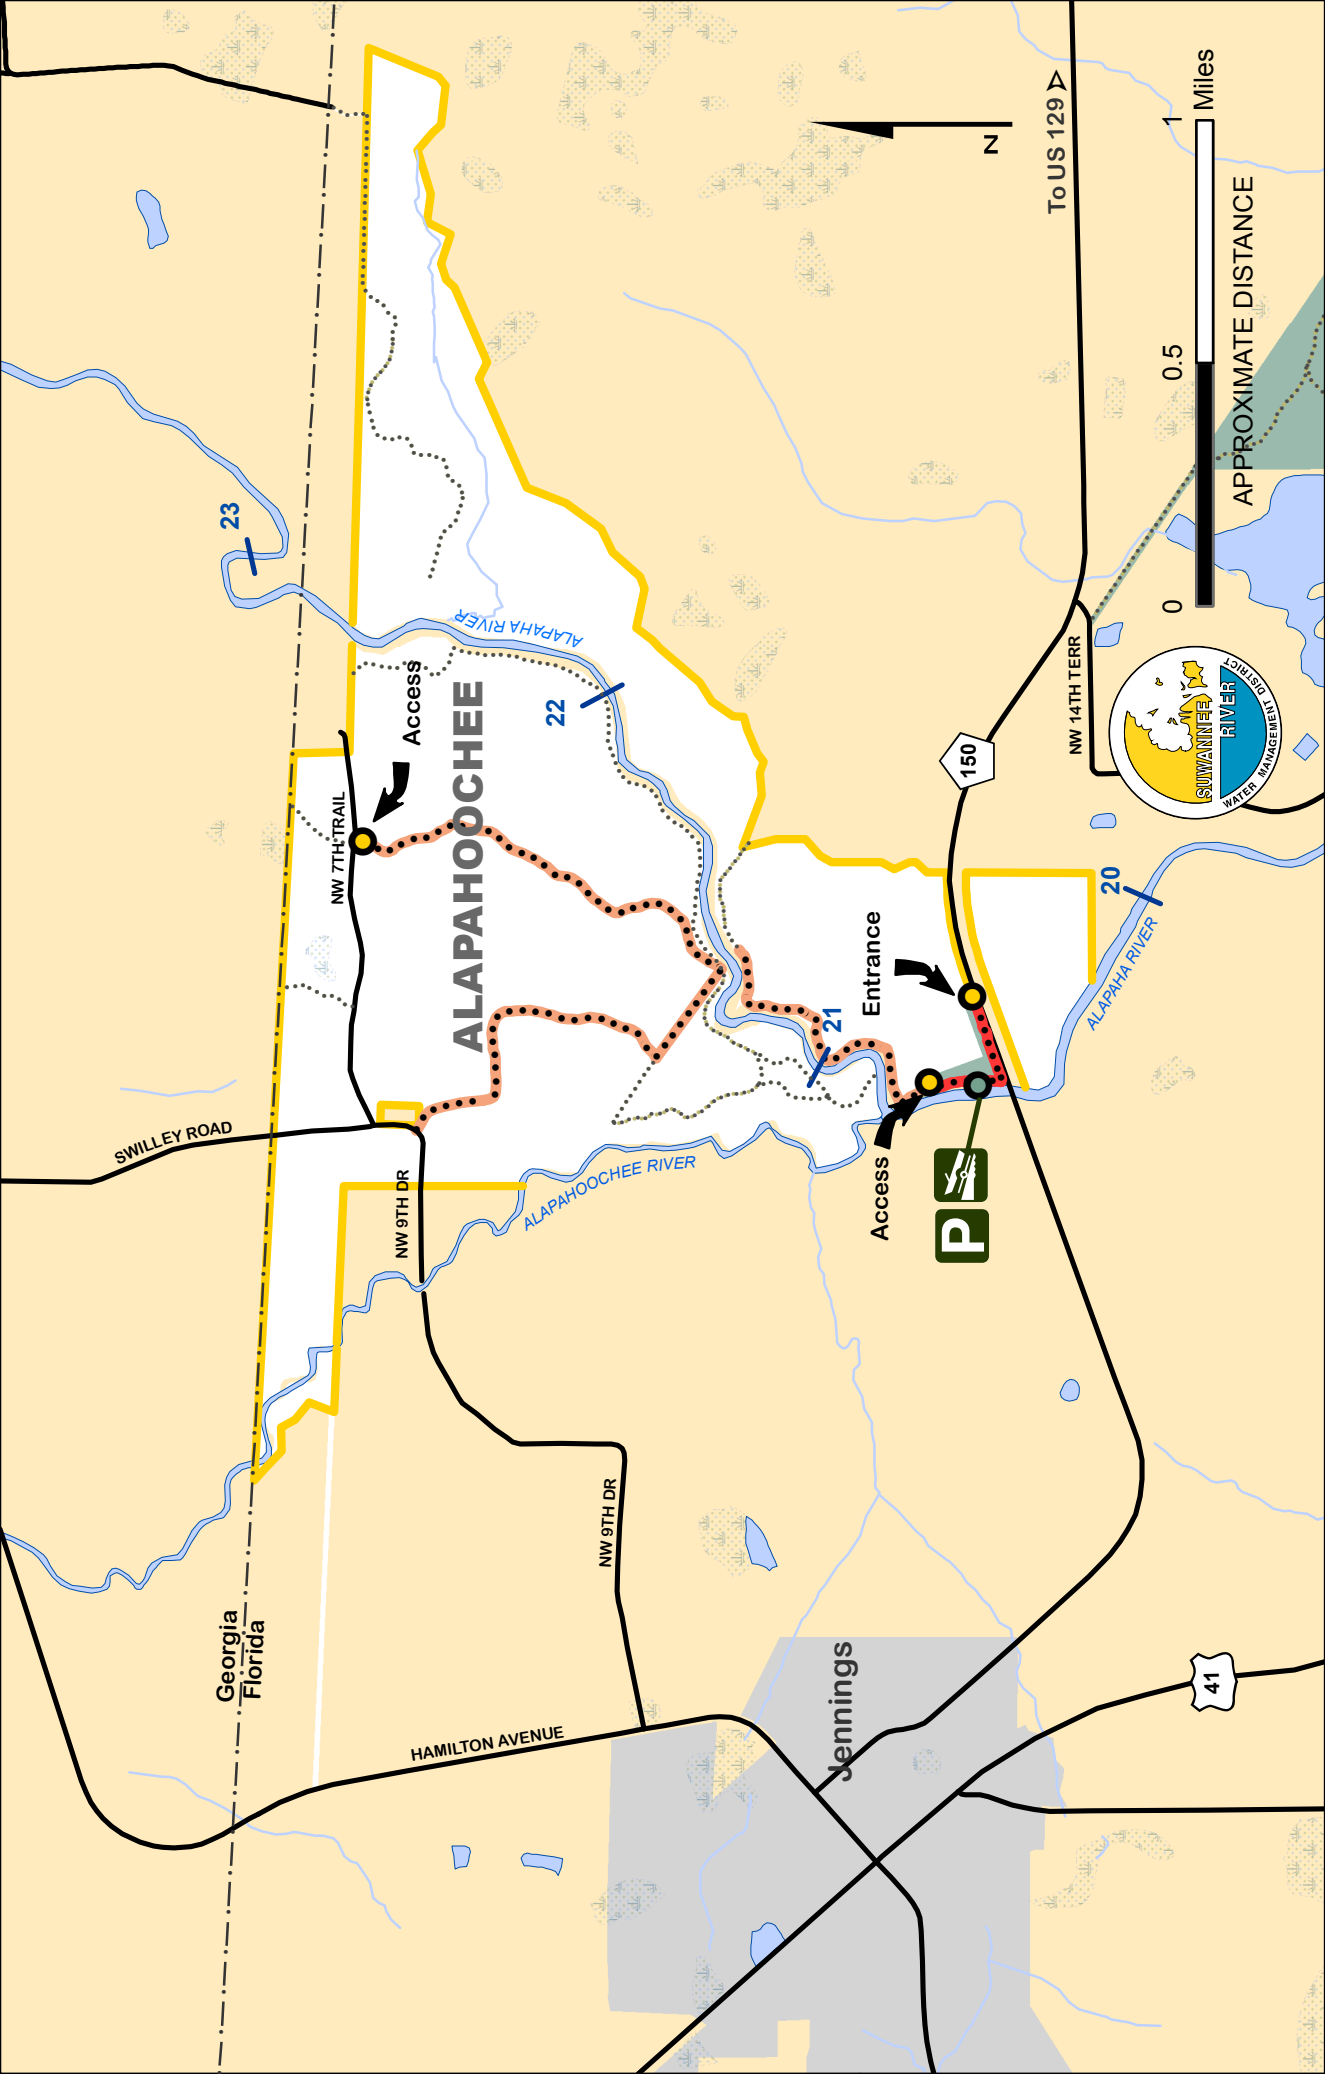 Georgia
Florida
SWILLEY ROAD
HAMILTON AVENUE
NW 9TH DR
NW 9TH DR
NW 7TH TRAIL
Access
ALAPAHOOCHEE
ALAPAHA RIVER
ALAPAHOOCHEE RIVER
23
22
21
20
Entrance
Access
P
150
NW 14TH TERR
ALAPAHA RIVER
To US 129
N
Jennings
41
0
0.5
1
Miles
APPROXIMATE DISTANCE
SUWANNEE
RIVER
WATER MANAGEMENT DISTRICT